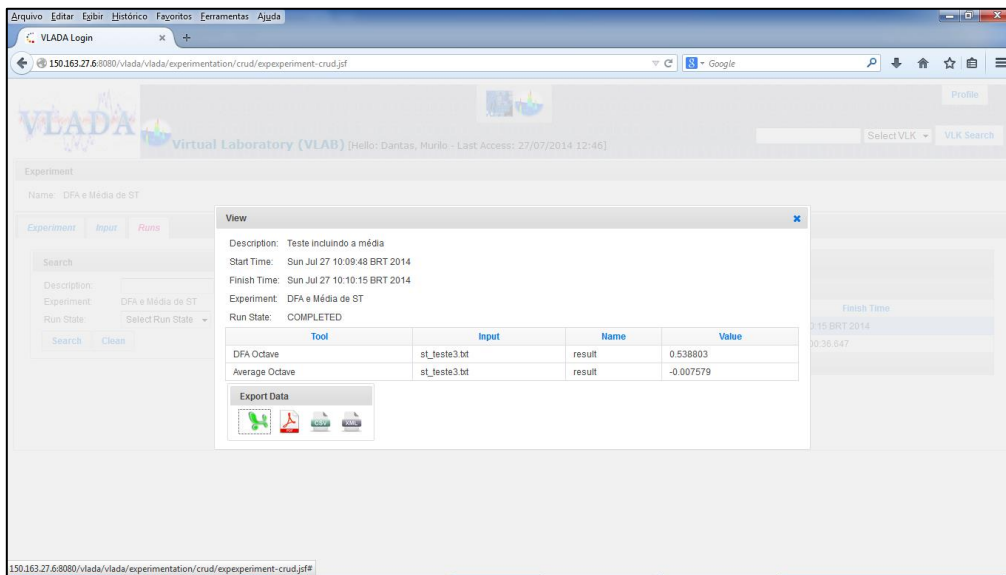 Arquivo Editar Exibir Histórico Favoritos Ferramentas Ajuda
VLADA Login
150.163.27.6:8080/vlada/vlada/experimentation/crud/expexperiment-crud.jsf
Google
Profile
VLADA
Virtual Laboratory (VLAB) [Hello: Dantas, Murilo - Last Access: 27/07/2014 12:46]
Select VLK VLK Search
Experiment
Name: DFA e Média de ST
Experiment Input Runs
View
Search
Description: Teste incluindo a média
Start Time: Sun Jul 27 10:09:48 BRT 2014
Finish Time: Sun Jul 27 10:10:15 BRT 2014
Experiment: DFA e Média de ST
Run State: COMPLETED
Description:
Experiment: DFA e Média de ST
Run State: Select Run State
Search Clean
Finish Time
0:15 BRT 2014
00:36.847
Tool Input Name Value
DFA Octave st_teste3.txt result 0.538803
Average Octave st_teste3.txt result -0.007579
Export Data
PDF CSV XML
150.163.27.6:8080/vlada/vlada/experimentation/crud/expexperiment-crud.jsf#